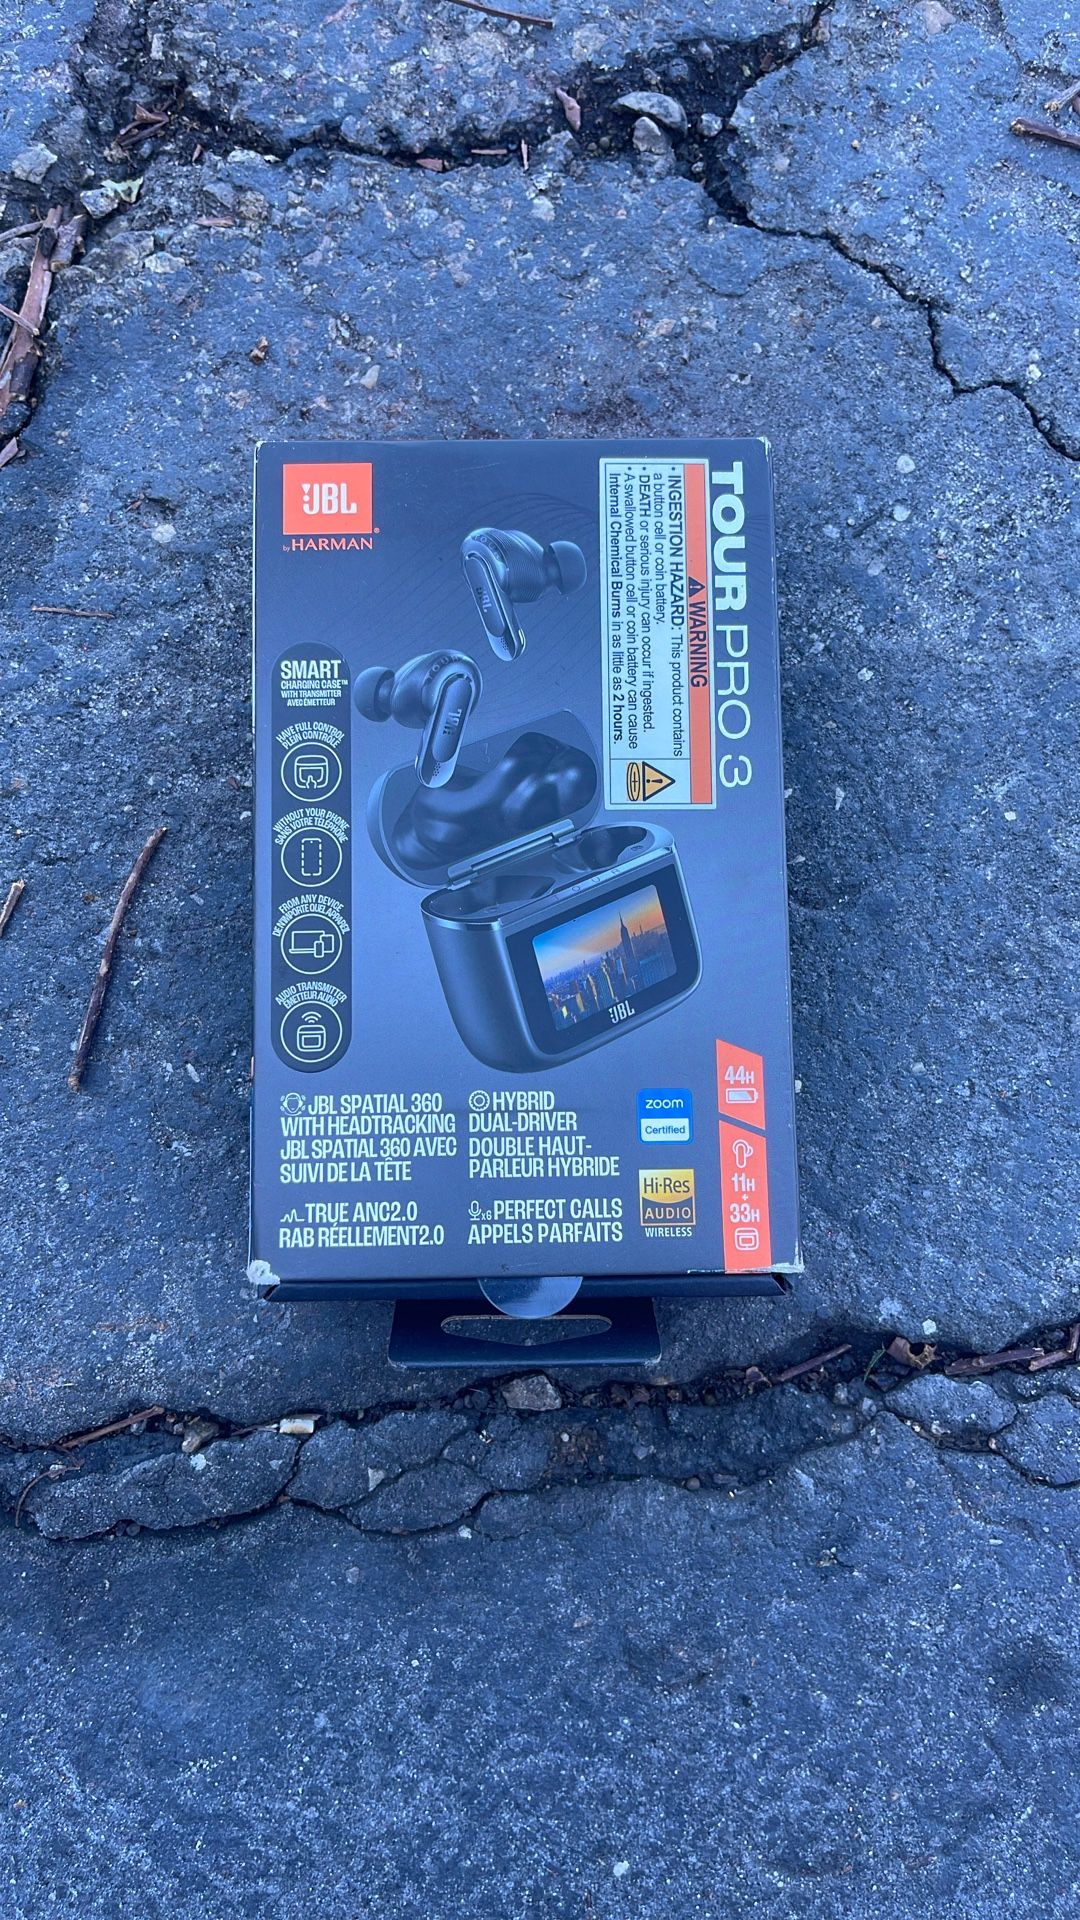 JBL
by HARMAN
TOUR PRO 3
WARNING
• INGESTION HAZARD: This product contains
a button cell or coin battery.
• DEATH or serious injury can occur if ingested.
• A swallowed button cell or coin battery can cause
Internal Chemical Burns in as little as 2 hours.
JBL
JBL
SMART
CHARGING CASE™
WITH TRANSMITTER
AVEC ÉMETTEUR
HAVE FULL CONTROL
PLEIN CONTRÔLE
WITHOUT YOUR PHONE
SANS VOTRE TÉLÉPHONE
FROM ANY DEVICE
DE N'IMPORTE QUEL APPAREIL
AUDIO TRANSMITTER
ÉMETTEUR AUDIO
JBL
JBL SPATIAL 360
WITH HEADTRACKING
JBL SPATIAL 360 AVEC
SUIVI DE LA TÊTE
HYBRID
DUAL-DRIVER
DOUBLE HAUT-
PARLEUR HYBRIDE
TRUE ANC2.0
RAB RÉELLEMENT2.0
x6 PERFECT CALLS
APPELS PARFAITS
zoom
Certified
Hi-Res
AUDIO
WIRELESS
44H
11H
+
33H